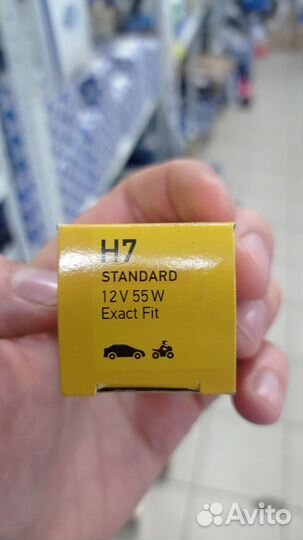 H7
STANDARD
12V 55W
Exact Fit
Avito